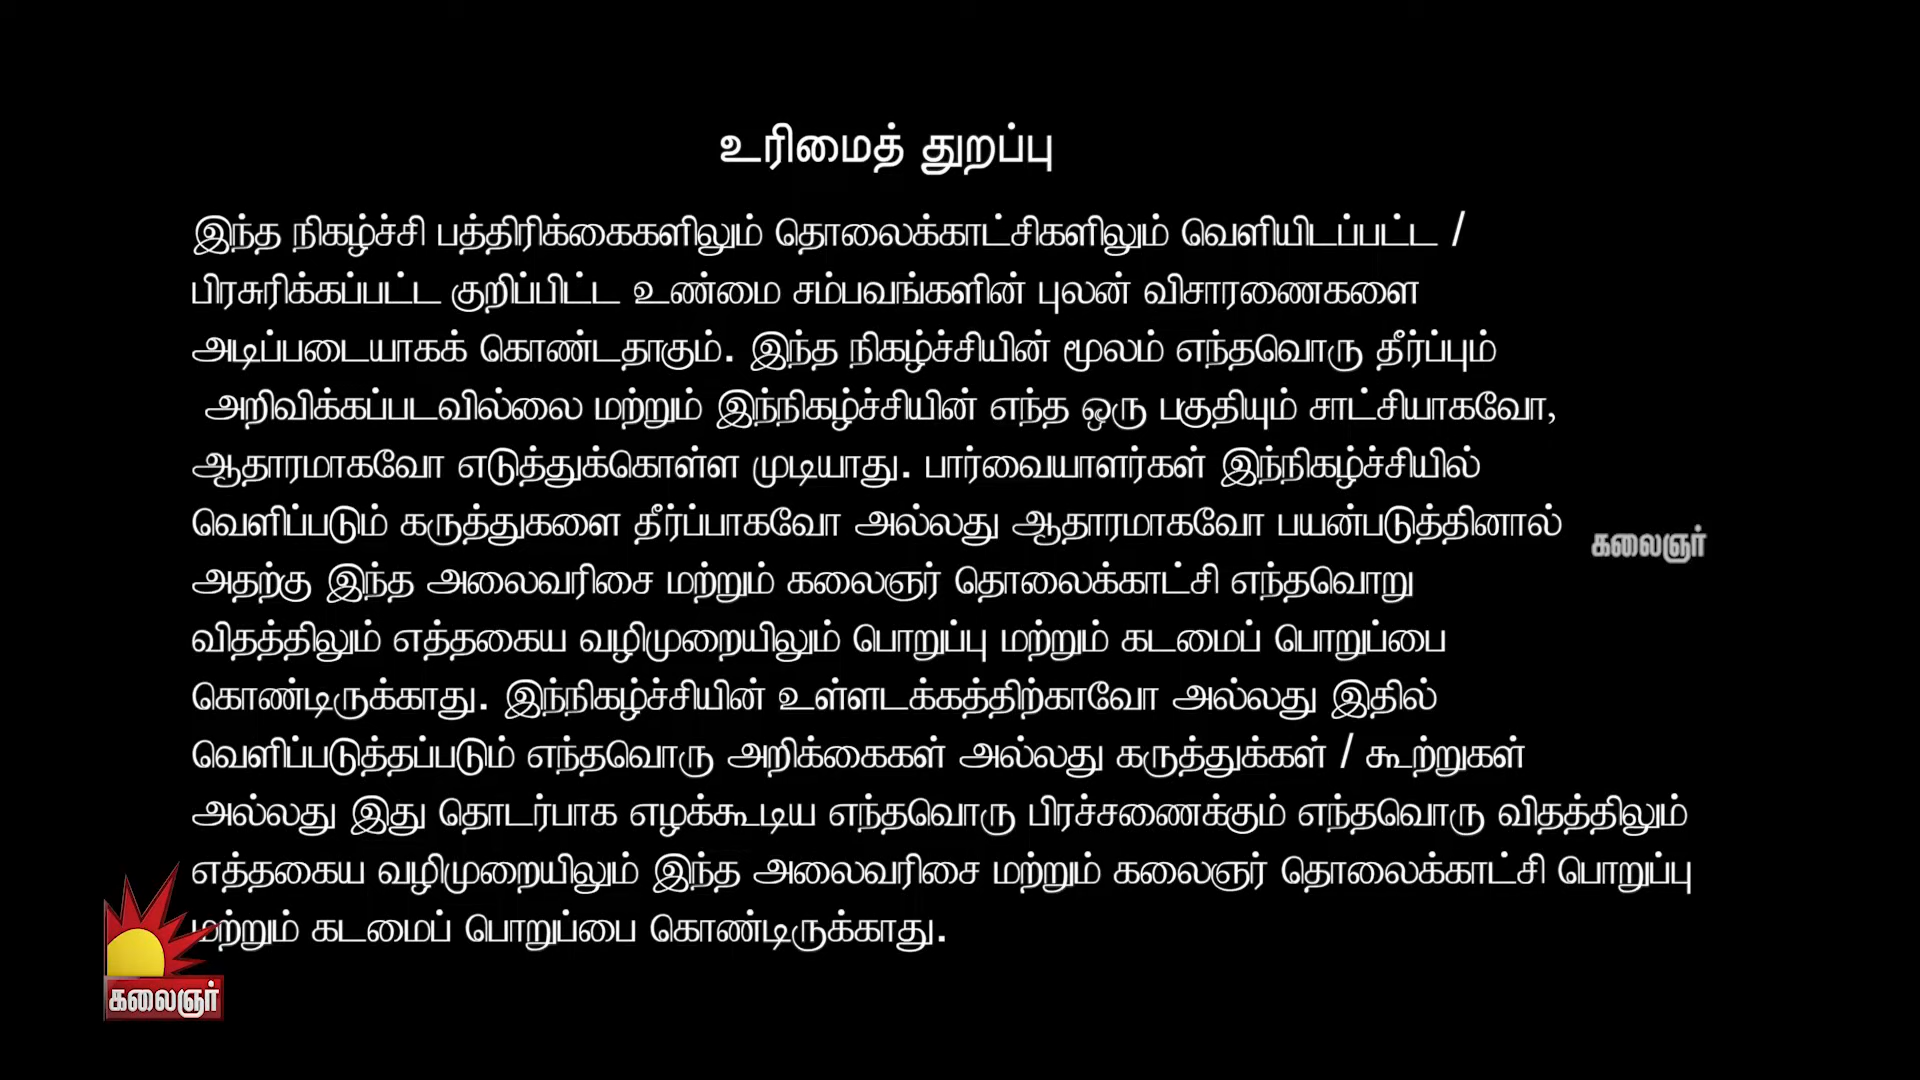 உரிமைத் துறப்பு
இந்த நிகழ்ச்சி பத்திரிக்கைகளிலும் தொலைக்காட்சிகளிலும் வெளியிடப்பட்ட /
பிரசுரிக்கப்பட்ட குறிப்பிட்ட உண்மை சம்பவங்களின் புலன் விசாரணைகளை
அடிப்படையாகக் கொண்டதாகும். இந்த நிகழ்ச்சியின் மூலம் எந்தவொரு தீர்ப்பும்
அறிவிக்கப்படவில்லை மற்றும் இந்நிகழ்ச்சியின் எந்த ஒரு பகுதியும் சாட்சியாகவோ,
ஆதாரமாகவோ எடுத்துக்கொள்ள முடியாது. பார்வையாளர்கள் இந்நிகழ்ச்சியில்
வெளிப்படும் கருத்துகளை தீர்ப்பாகவோ அல்லது ஆதாரமாகவோ பயன்படுத்தினால்
கலைஞர்
அதற்கு இந்த அலைவரிசை மற்றும் கலைஞர் தொலைக்காட்சி எந்தவொறு
விதத்திலும் எத்தகைய வழிமுறையிலும் பொறுப்பு மற்றும் கடமைப் பொறுப்பை
கொண்டிருக்காது. இந்நிகழ்ச்சியின் உள்ளடக்கத்திற்காவோ அல்லது இதில்
வெளிப்படுத்தப்படும் எந்தவொரு அறிக்கைகள் அல்லது கருத்துக்கள் / கூற்றுகள்
அல்லது இது தொடர்பாக எழக்கூடிய எந்தவொரு பிரச்சணைக்கும் எந்தவொரு விதத்திலும்
எத்தகைய வழிமுறையிலும் இந்த அலைவரிசை மற்றும் கலைஞர் தொலைக்காட்சி பொறுப்பு
மற்றும் கடமைப் பொறுப்பை கொண்டிருக்காது.
கலைஞர்